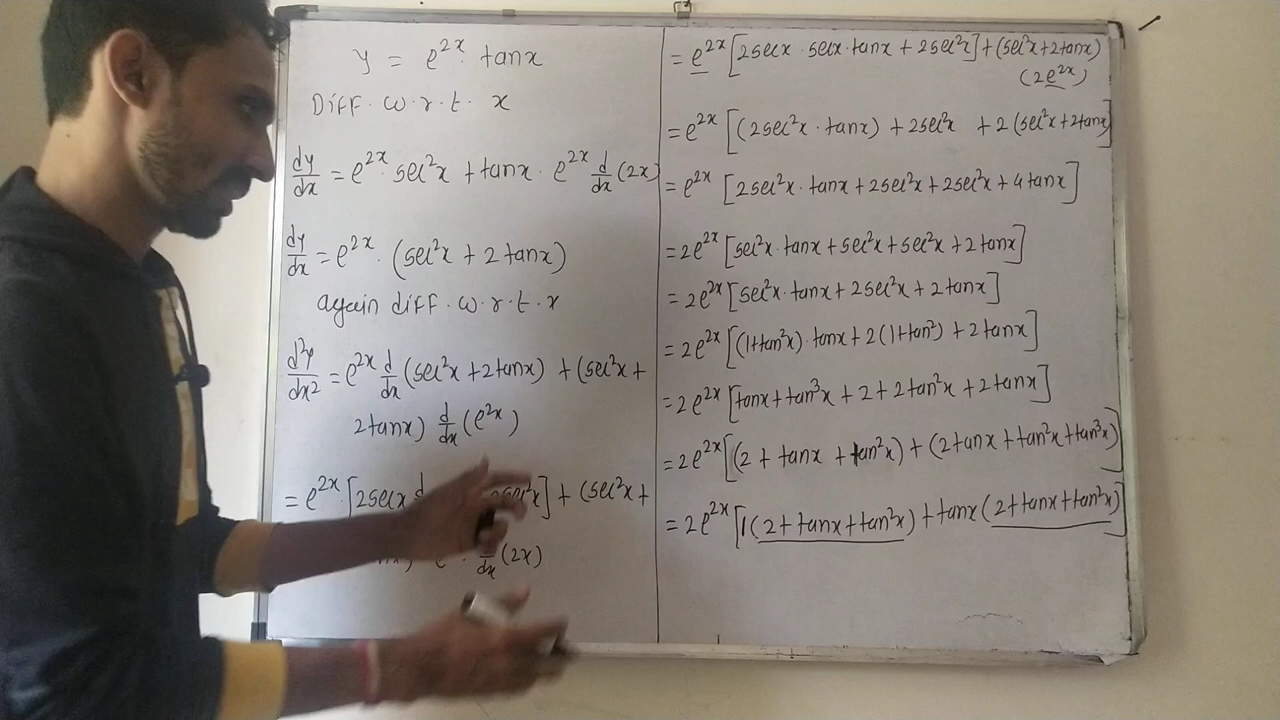 y = e^2x · tanx
Diff. w.r.t. x
dy/dx = e^2x · sec²x + tanx · e^2x d/dx (2x)
dy/dx = e^2x · (sec²x + 2 tanx)
again diff. w.r.t. x
d²y/dx2 = e^2x d/dx (sec²x + 2tanx) + (sec²x +
2tanx) d/dx (e^2x)
= e^2x · [2secx d sec²x] + (sec²x +
d/dx (2x)
= e^2x [2secx · secx · tanx + 2sec²x] + (sec²x + 2tanx)
(2e^2x)
= e^2x [(2sec²x · tanx) + 2sec²x + 2 (sec²x + 2tanx]
= e^2x [2sec²x · tanx + 2sec²x + 2sec²x + 4 tanx]
= 2e^2x [sec²x · tanx + sec²x + sec²x + 2 tanx]
= 2e^2x [sec²x · tanx + 2sec²x + 2 tanx]
= 2e^2x [(1+tan²x) · tanx + 2(1+tan²) + 2 tanx]
= 2e^2x [tanx + tan³x + 2 + 2 tan²x + 2 tanx]
= 2e^2x [(2 + tanx + tan²x) + (2tanx + tan²x + tan³x)]
= 2e^2x [1(2 + tanx + tan²x) + tanx (2 + tanx + tan²x)]